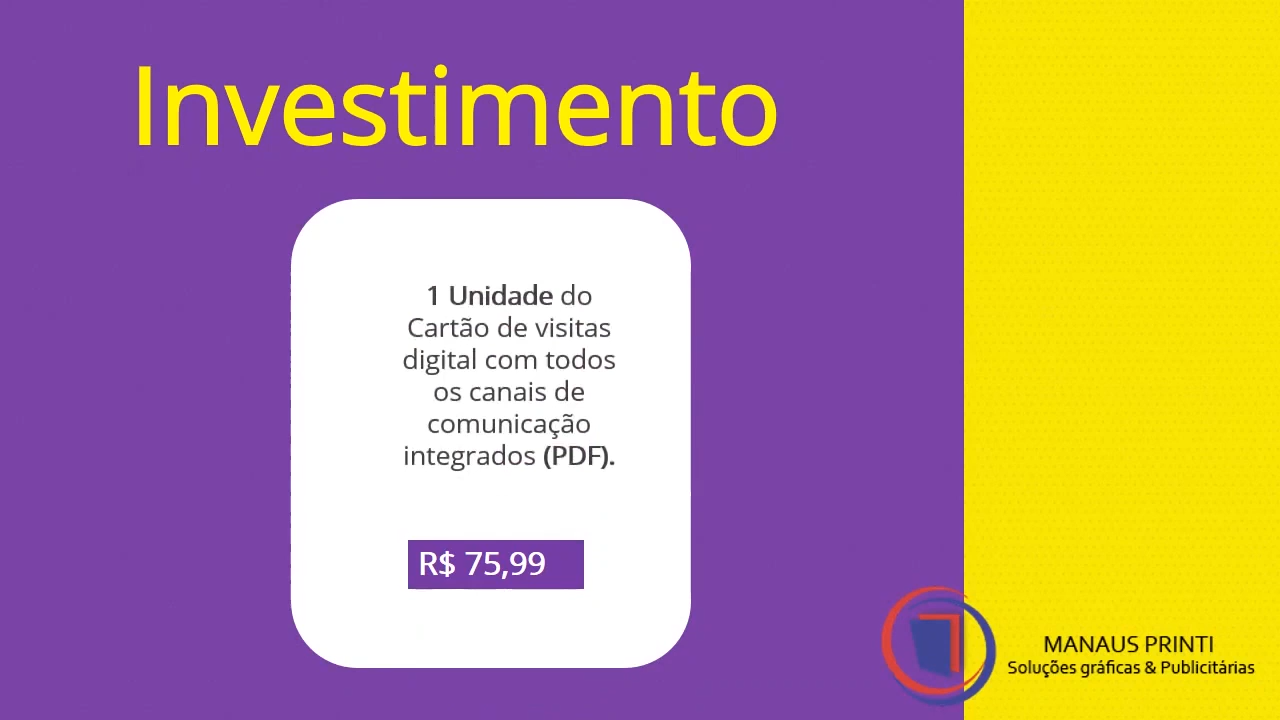 Investimento
1 Unidade do
Cartão de visitas
digital com todos
os canais de
comunicação
integrados (PDF).
R$ 75,99
MANAUS PRINTI
Soluções gráficas & Publicitárias